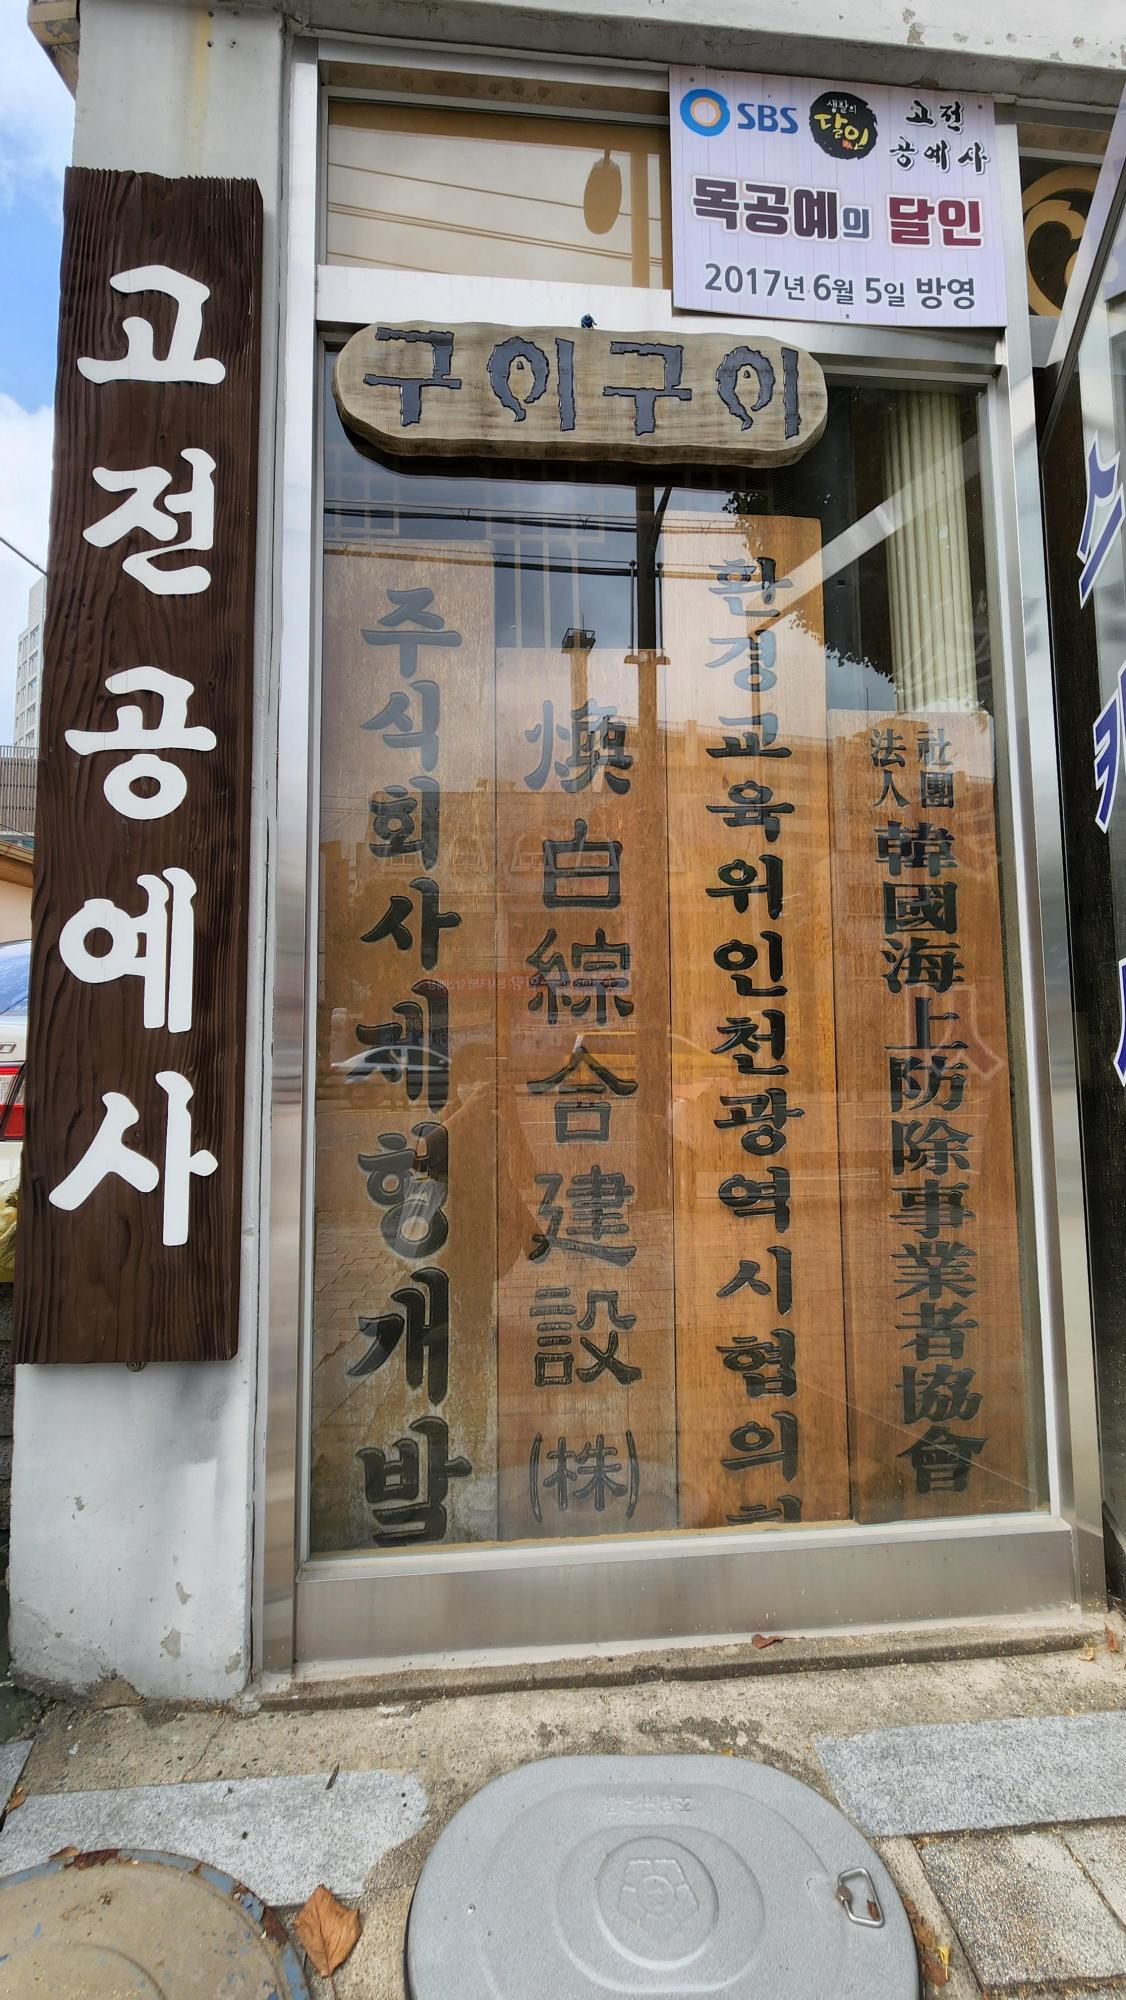 고전공예사
SBS 생활의 달인 고전
공예사
목공예의 달인
2017년 6월 5일 방영
구이구이
주식회사재형개발
煥白綜合建設(株)
환경교육위인천광역시협의회
社團
法人
韓國海上防除事業者協會
스카